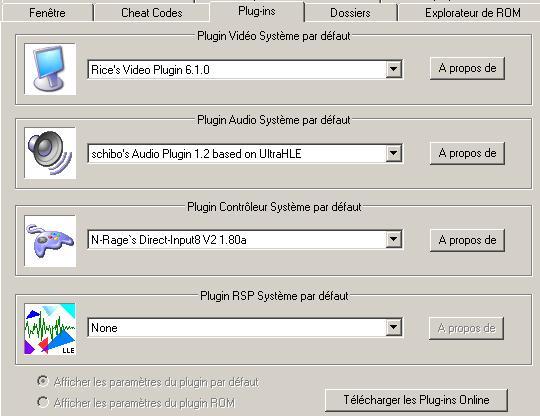 Fenêtre Cheat Codes Plug-ins Dossiers Explorateur de ROM
Plugin Vidéo Système par défaut
Rice's Video Plugin 6.1.0 A propos de
Plugin Audio Système par défaut
schibo's Audio Plugin 1.2 based on UltraHLE A propos de
Plugin Contrôleur Système par défaut
N-Rage`s Direct-Input8 V2 1.80a A propos de
Plugin RSP Système par défaut
None A propos de
LLE
Afficher les paramètres du plugin par défaut
Afficher les paramètres du plugin ROM
Télécharger les Plug-ins Online